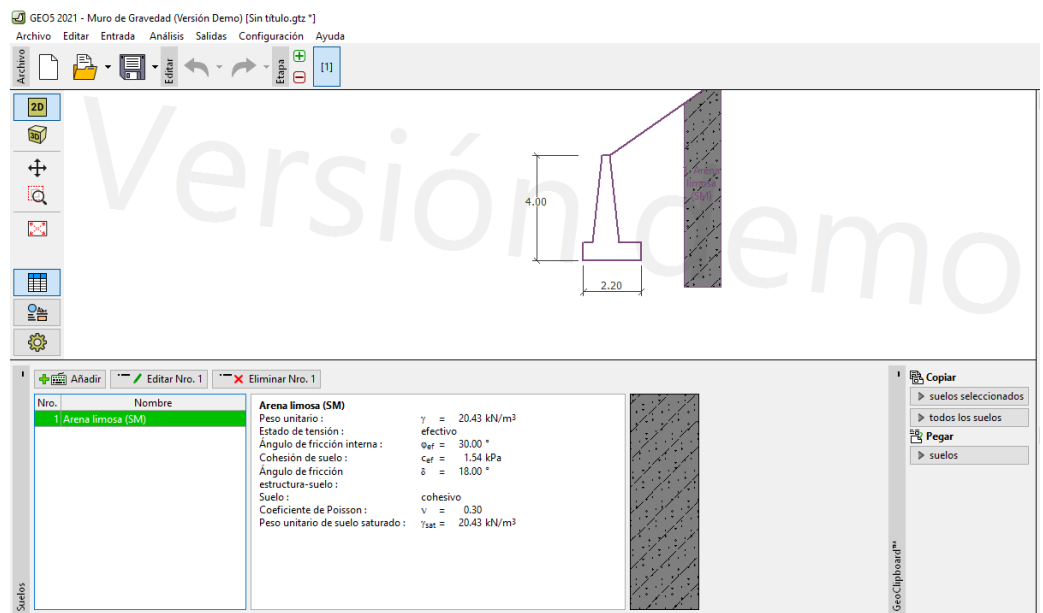 GEO5 2021 - Muro de Gravedad (Versión Demo) [Sin título.gtz *]
Archivo Editar Entrada Análisis Salidas Configuración Ayuda
Archivo
Editar
Etapa
[1]
2D
3D
Versión demo
4.00
2.20
Arena
limosa
(SM)
Añadir
Editar Nro. 1
Eliminar Nro. 1
Nro. Nombre
1 Arena limosa (SM)
Arena limosa (SM)
Peso unitario : γ = 20.43 kN/m³
Estado de tensión : efectivo
Ángulo de fricción interna : φef = 30.00 °
Cohesión de suelo : cef = 1.54 kPa
Ángulo de fricción δ = 18.00 °
estructura-suelo :
Suelo : cohesivo
Coeficiente de Poisson : ν = 0.30
Peso unitario de suelo saturado : γsat = 20.43 kN/m³
Suelos
GeoClipboard™
Copiar
suelos seleccionados
todos los suelos
Pegar
suelos